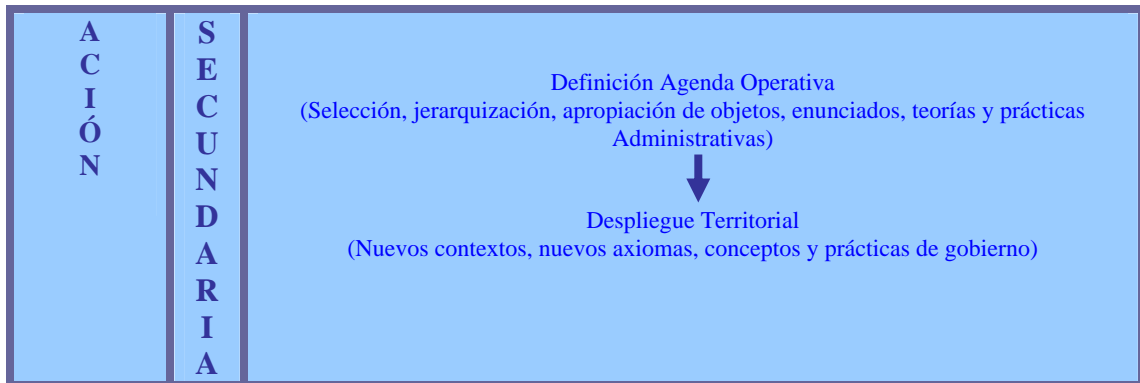 A
C
I
Ó
N
S
E
C
U
N
D
A
R
I
A
Definición Agenda Operativa
(Selección, jerarquización, apropiación de objetos, enunciados, teorías y prácticas
Administrativas)
Despliegue Territorial
(Nuevos contextos, nuevos axiomas, conceptos y prácticas de gobierno)